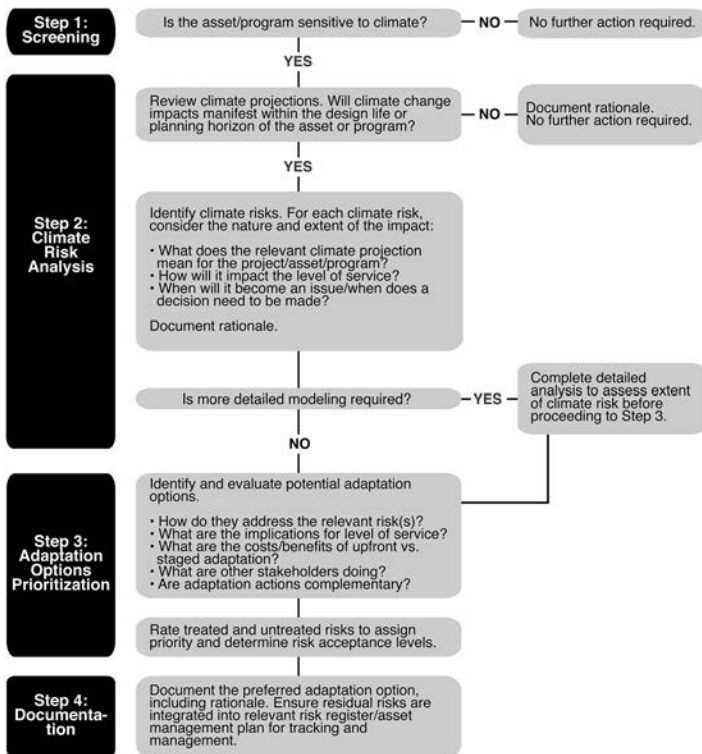 Step 1:
Screening
Is the asset/program sensitive to climate?
NO
No further action required.
YES
Step 2:
Climate
Risk
Analysis
Review climate projections. Will climate change
impacts manifest within the design life or
planning horizon of the asset or program?
NO
Document rationale.
No further action required.
YES
Identify climate risks. For each climate risk,
consider the nature and extent of the impact:
• What does the relevant climate projection
mean for the project/asset/program?
• How will it impact the level of service?
• When will it become an issue/when does a
decision need to be made?
Document rationale.
Is more detailed modeling required?
YES
Complete detailed
analysis to assess extent
of climate risk before
proceeding to Step 3.
NO
Step 3:
Adaptation
Options
Prioritization
Identify and evaluate potential adaptation
options.
• How do they address the relevant risk(s)?
• What are the implications for level of service?
• What are the costs/benefits of upfront vs.
staged adaptation?
• What are other stakeholders doing?
• Are adaptation actions complementary?
Rate treated and untreated risks to assign
priority and determine risk acceptance levels.
Step 4:
Documenta-
tion
Document the preferred adaptation option,
including rationale. Ensure residual risks are
integrated into relevant risk register/asset
management plan for tracking and
management.